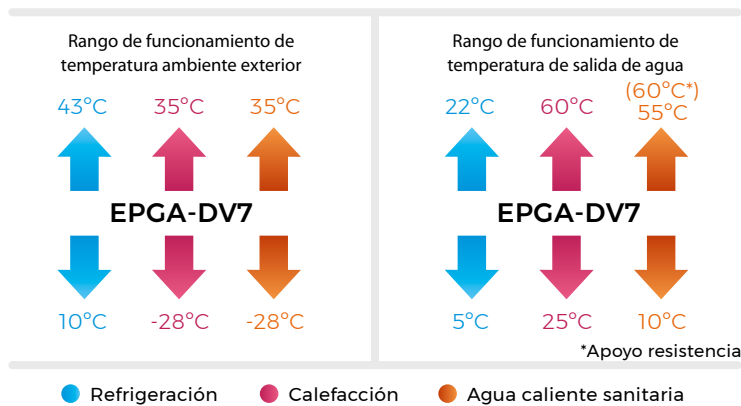 Rango de funcionamiento de
temperatura ambiente exterior
43°C 35°C 35°C
EPGA-DV7
10°C -28°C -28°C
Rango de funcionamiento de
temperatura de salida de agua
(60°C*)
22°C 60°C 55°C
EPGA-DV7
5°C 25°C 10°C
*Apoyo resistencia
Refrigeración Calefacción Agua caliente sanitaria